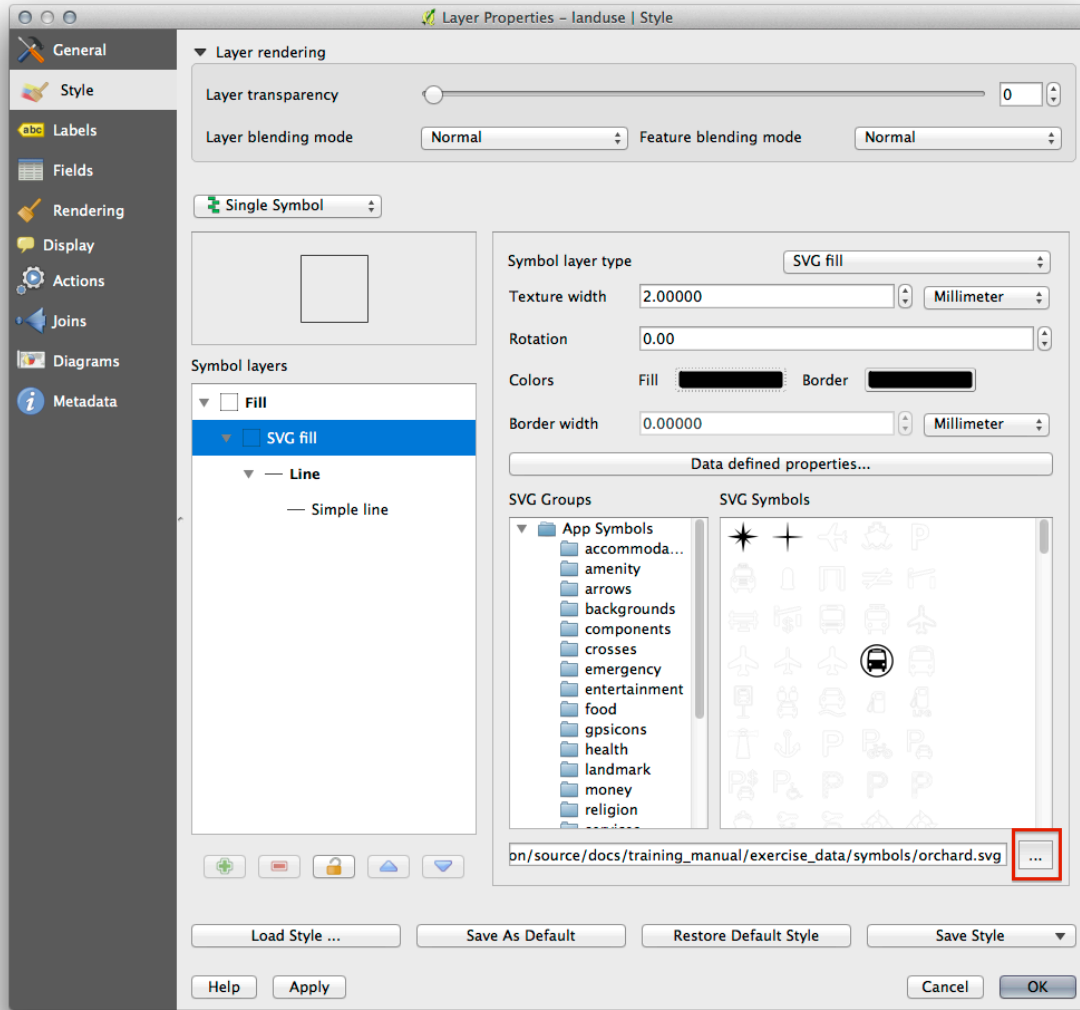 Layer Properties – landuse | Style
General
Style
abc Labels
Fields
Rendering
Display
Actions
Joins
Diagrams
Metadata
Layer rendering
Layer transparency 0
Layer blending mode Normal Feature blending mode Normal
Single Symbol
Symbol layers
Fill
SVG fill
Line
Simple line
Symbol layer type SVG fill
Texture width 2.00000 Millimeter
Rotation 0.00
Colors Fill Border
Border width 0.00000 Millimeter
Data defined properties...
SVG Groups SVG Symbols
App Symbols
accommoda...
amenity
arrows
backgrounds
components
crosses
emergency
entertainment
food
gpsicons
health
landmark
money
religion
on/source/docs/training_manual/exercise_data/symbols/orchard.svg ...
Load Style ... Save As Default Restore Default Style Save Style
Help Apply Cancel OK